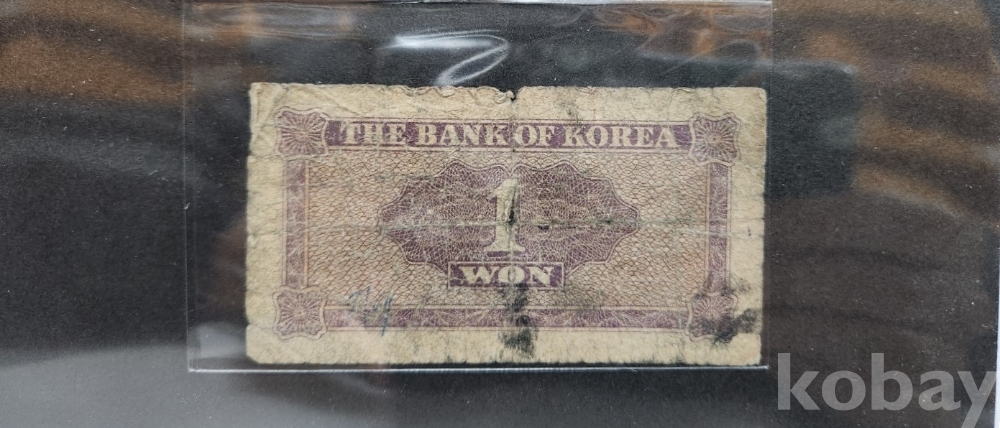 THE BANK OF KOREA
1
WON
kobay